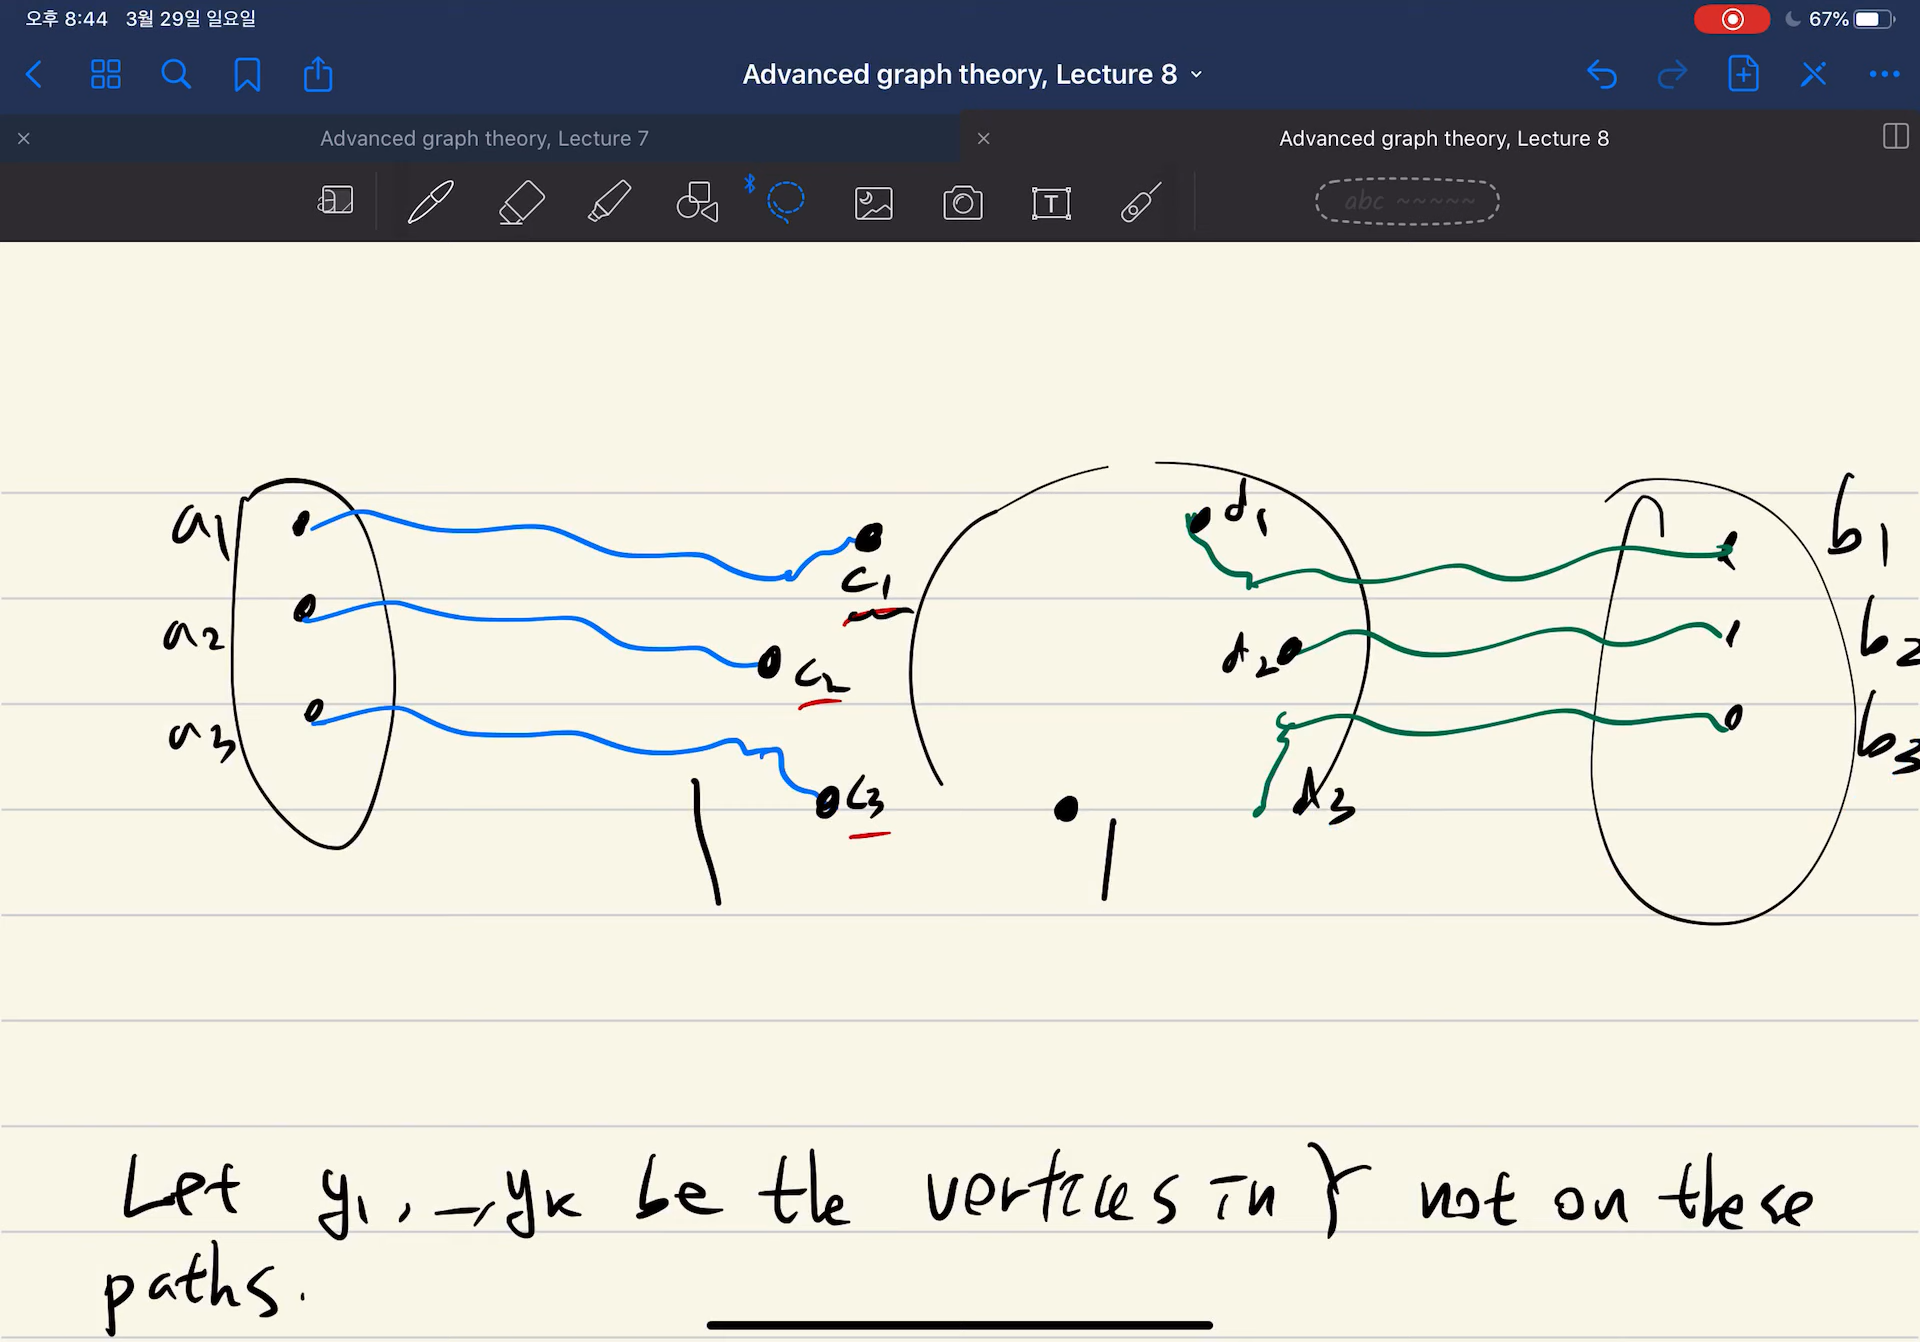 오후 8:44 3월 29일 일요일 67%
Advanced graph theory, Lecture 8
Advanced graph theory, Lecture 7 Advanced graph theory, Lecture 8
a T abc
a1 c1 d1 b1
a2 c2 d2 b2
a3 c3 d3 b3
Let y1, –, yk be the vertices in Y not on these
paths.